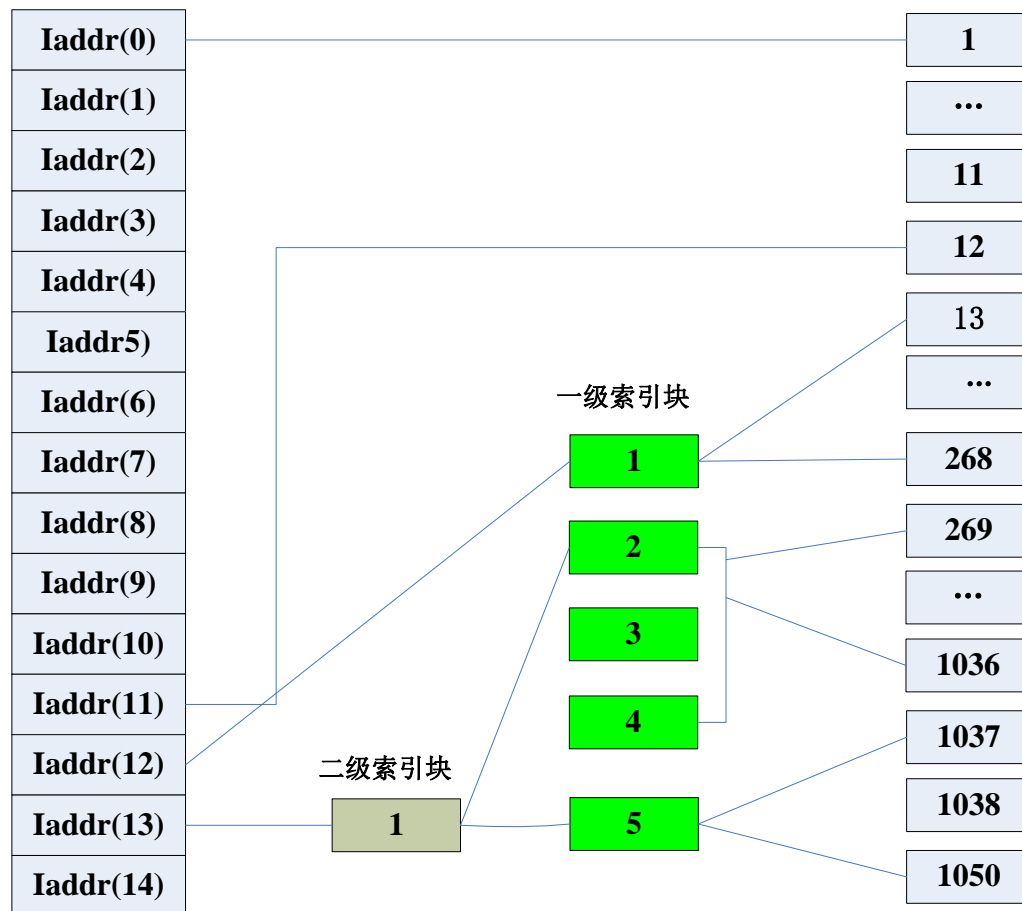 Iaddr(0)
Iaddr(1)
Iaddr(2)
Iaddr(3)
Iaddr(4)
Iaddr5)
Iaddr(6)
Iaddr(7)
Iaddr(8)
Iaddr(9)
Iaddr(10)
Iaddr(11)
Iaddr(12)
Iaddr(13)
Iaddr(14)
二级索引块
1
一级索引块
1
2
3
4
5
1
...
11
12
13
...
268
269
...
1036
1037
1038
1050